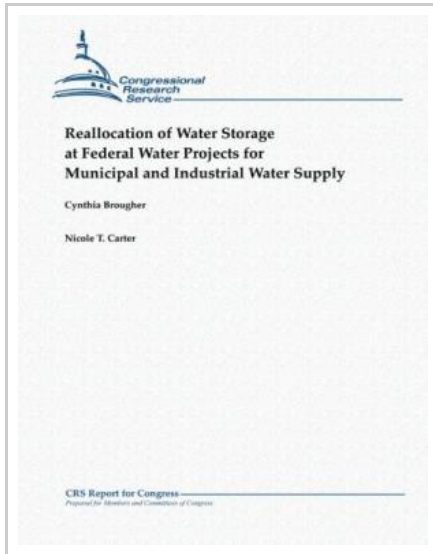 Congressional
Research
Service
Reallocation of Water Storage
at Federal Water Projects for
Municipal and Industrial Water Supply
Cynthia Brougher
Nicole T. Carter
CRS Report for Congress
Prepared for Members and Committees of Congress